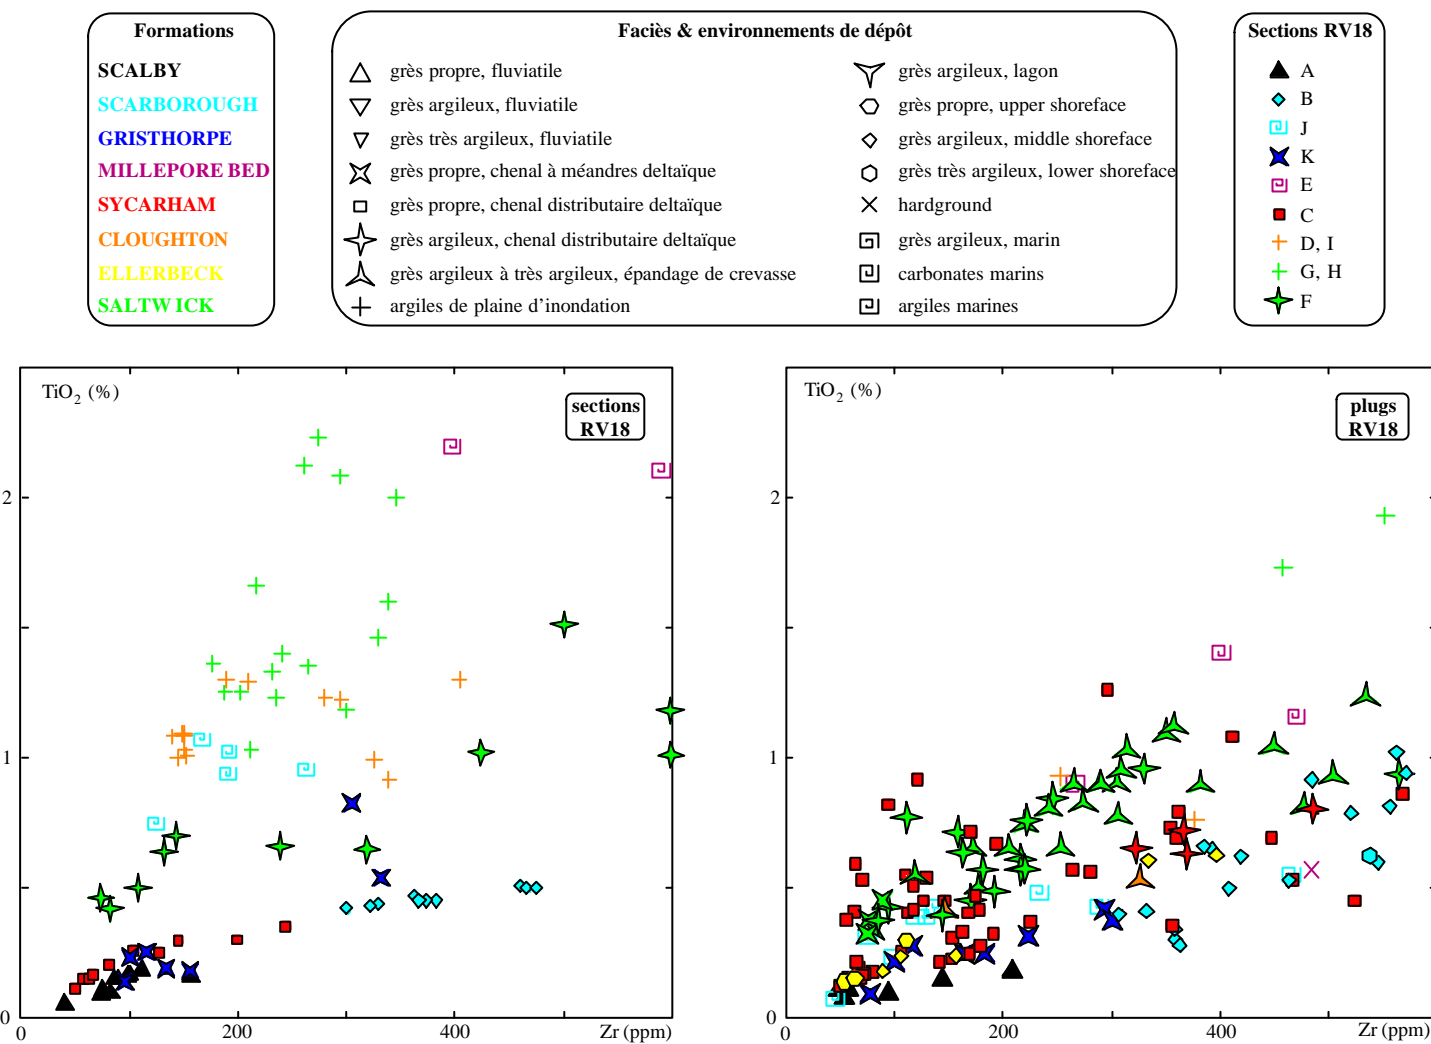 Formations
SCALBY
SCARBOROUGH
GRISTHORPE
MILLEPORE BED
SYCARHAM
CLOUGHTON
ELLERBECK
SALTW ICK
Faciès & environnements de dépôt
grès propre, fluviatile
grès argileux, fluviatile
grès très argileux, fluviatile
grès propre, chenal à méandres deltaïque
grès propre, chenal distributaire deltaïque
grès argileux, chenal distributaire deltaïque
grès argileux à très argileux, épandage de crevasse
argiles de plaine d'inondation
grès argileux, lagon
grès propre, upper shoreface
grès argileux, middle shoreface
grès très argileux, lower shoreface
hardground
grès argileux, marin
carbonates marins
argiles marines
Sections RV18
A
B
J
K
E
C
D, I
G, H
F
TiO2 (%)
sections
RV18
2
1
0
0
200
400
Zr (ppm)
TiO2 (%)
plugs
RV18
2
1
0
0
200
400
Zr (ppm)